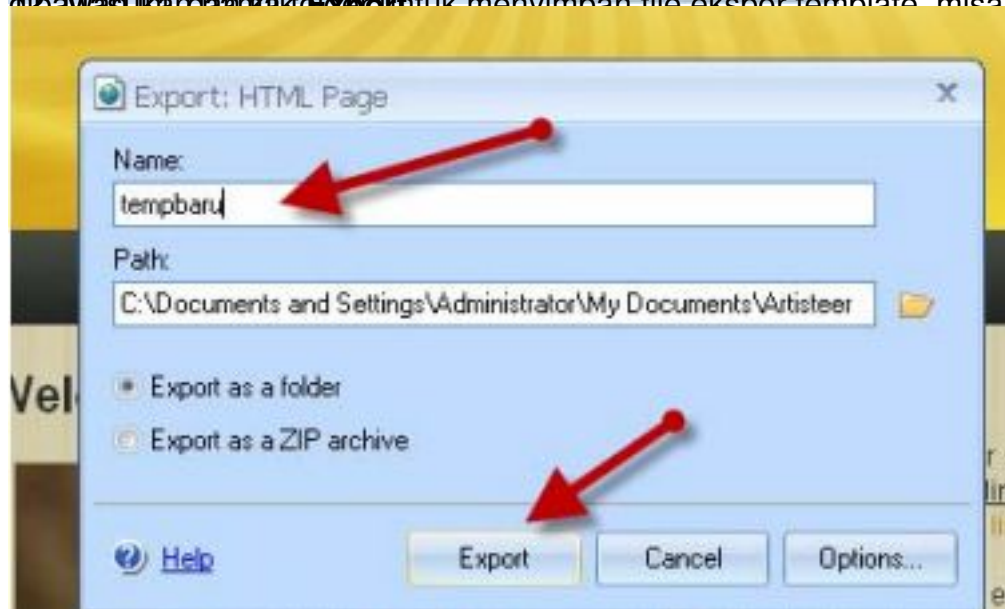 untuk menyimpan file ekspor template, misa
Export: HTML Page
Name:
tempbaru
Path:
C:\Documents and Settings\Administrator\My Documents\Artisteer
Vel
Export as a folder
Export as a ZIP archive
Help
Export
Cancel
Options...